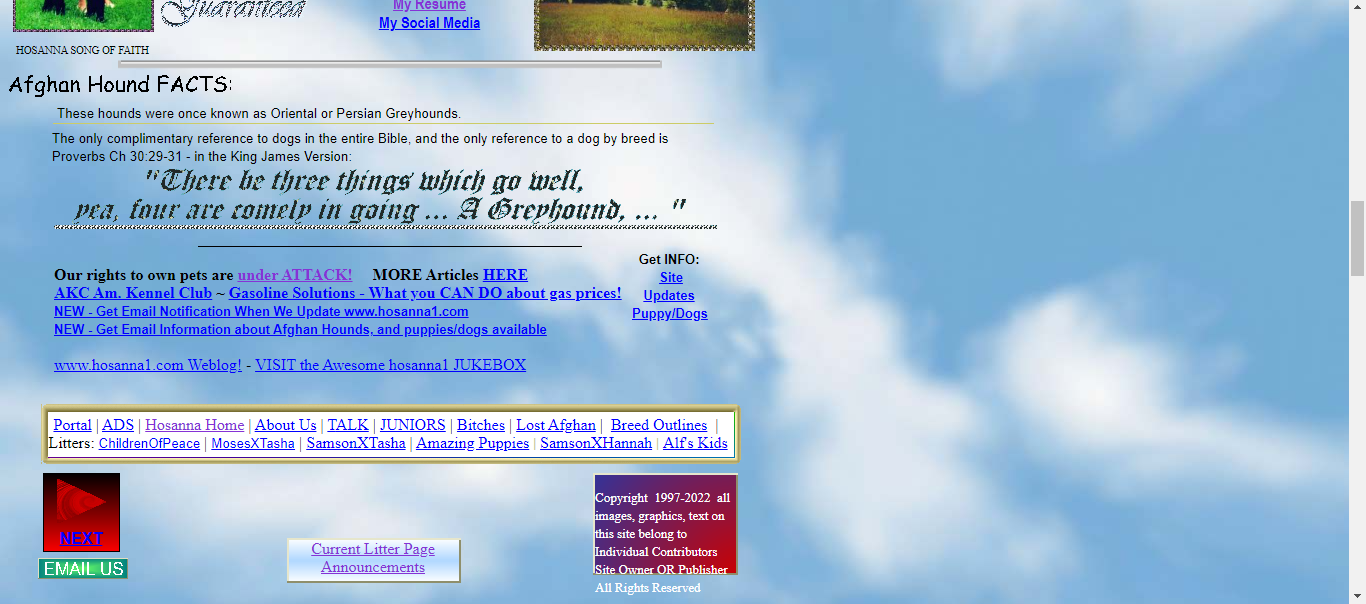 Guaranteed
My Resume
My Social Media
HOSANNA SONG OF FAITH
Afghan Hound FACTS:
These hounds were once known as Oriental or Persian Greyhounds.
The only complimentary reference to dogs in the entire Bible, and the only reference to a dog by breed is
Proverbs Ch 30:29-31 - in the King James Version:
"There be three things which go well,
yea, four are comely in going ... A Greyhound, ... "
Get INFO:
Site
Updates
Puppy/Dogs
Our rights to own pets are under ATTACK! MORE Articles HERE
AKC Am. Kennel Club ~ Gasoline Solutions - What you CAN DO about gas prices!
NEW - Get Email Notification When We Update www.hosanna1.com
NEW - Get Email Information about Afghan Hounds, and puppies/dogs available
www.hosanna1.com Weblog! - VISIT the Awesome hosanna1 JUKEBOX
Portal | ADS | Hosanna Home | About Us | TALK | JUNIORS | Bitches | Lost Afghan | Breed Outlines |
Litters: ChildrenOfPeace | MosesXTasha | SamsonXTasha | Amazing Puppies | SamsonXHannah | Alf's Kids
NEXT
EMAIL US
Current Litter Page
Announcements
Copyright 1997-2022 all
images, graphics, text on
this site belong to
Individual Contributors
Site Owner OR Publisher
All Rights Reserved